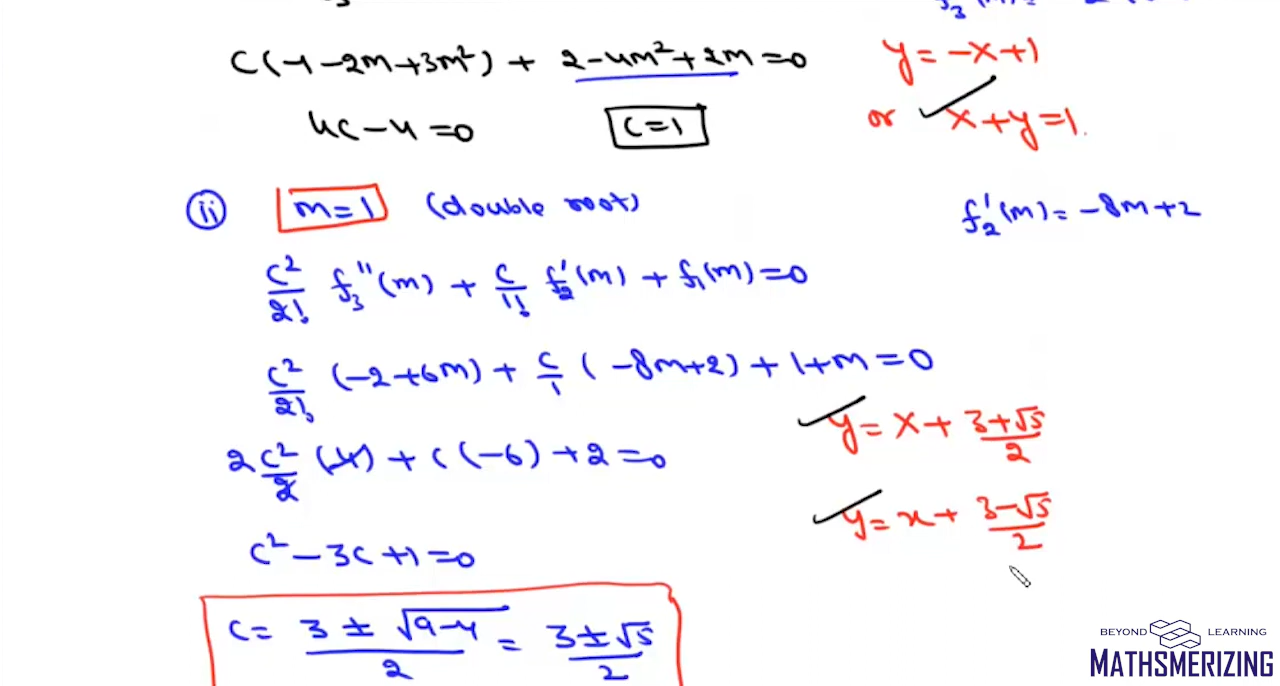 C(-1-2m+3m²) + 2-4m²+2m=0
y = -x+1
4c-4=0
c=1
or x+y=1.
ii m=1 (double root)
f₂'(m) = -8m+2
c²/2! f₃''(m) + c/1! f₂'(m) + f₁(m)=0
c²/2! (-2+6m) + c/1 (-8m+2) + 1+m=0
y= x+ 3+√5/2
2 c²/2 (4) + c(-6) +2=0
y= x+ 3-√5/2
c²-3c+1=0
c= 3 ± √9-4/2 = 3±√5/2
BEYOND LEARNING
MATHSMERIZING